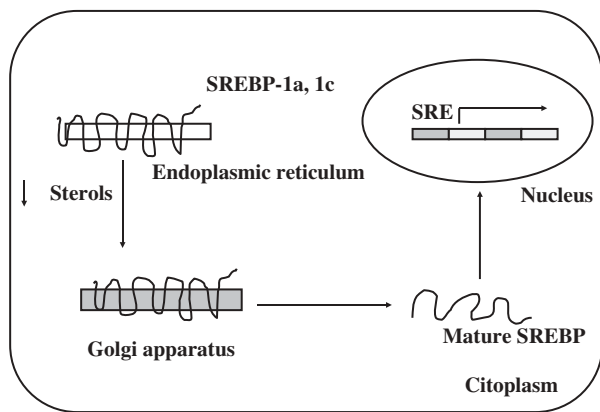 SREBP-1a, 1c
SRE
Endoplasmic reticulum
Sterols
Nucleus
Golgi apparatus
Mature SREBP
Citoplasm